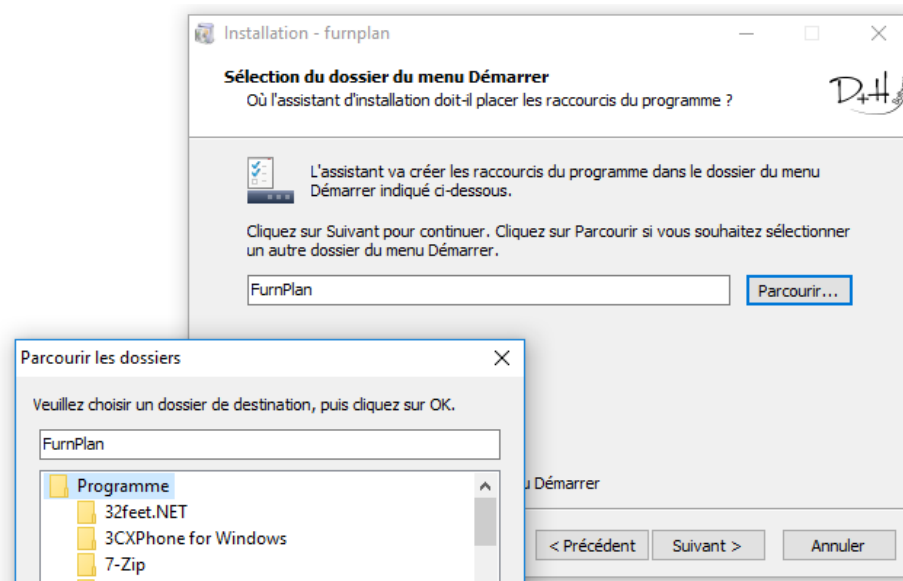 Installation - furnplan
Sélection du dossier du menu Démarrer
Où l'assistant d'installation doit-il placer les raccourcis du programme ?
D+H
L'assistant va créer les raccourcis du programme dans le dossier du menu
Démarrer indiqué ci-dessous.
Cliquez sur Suivant pour continuer. Cliquez sur Parcourir si vous souhaitez sélectionner
un autre dossier du menu Démarrer.
FurnPlan
Parcourir...
Parcourir les dossiers
Veuillez choisir un dossier de destination, puis cliquez sur OK.
FurnPlan
Programme
32feet.NET
3CXPhone for Windows
7-Zip
Démarrer
< Précédent
Suivant >
Annuler